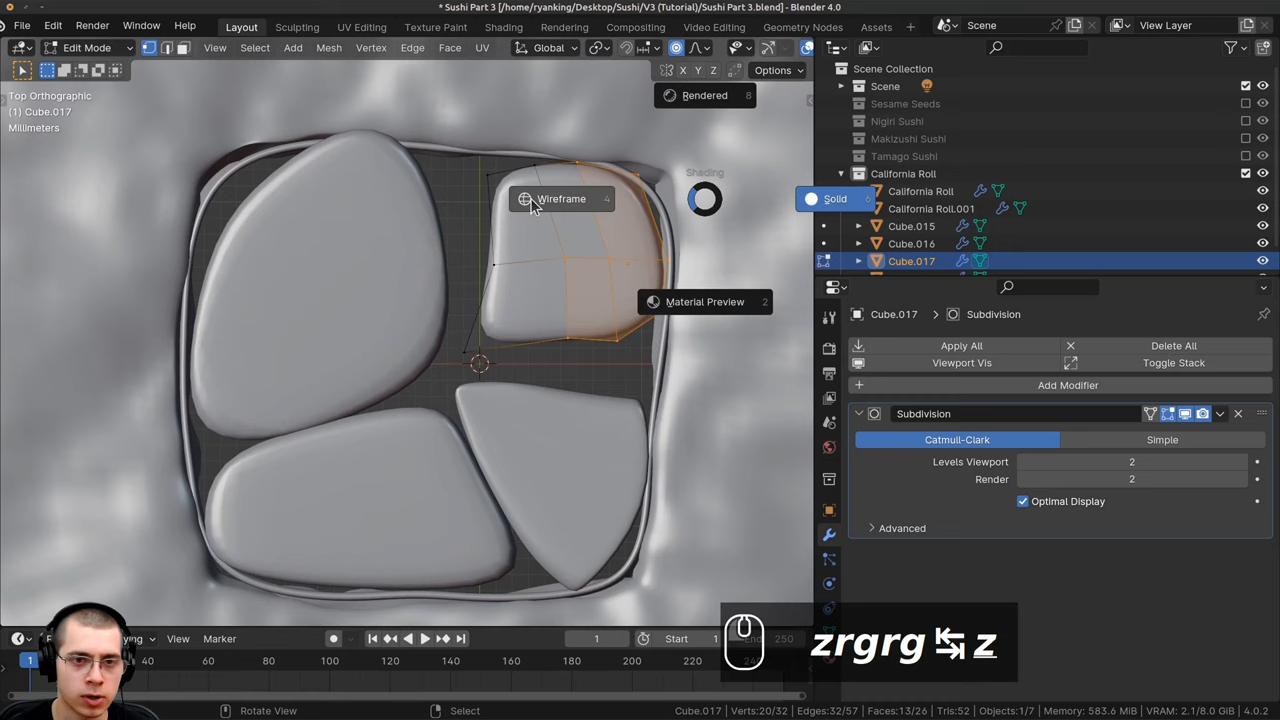 * Sushi Part 3 [/home/ryanking/Desktop/Sushi/V3 (Tutorial)/Sushi Part 3.blend] - Blender 4.0
File Edit Render Window Help Layout Sculpting UV Editing Texture Paint Shading Animation Rendering Compositing Video Editing Geometry Nodes Assets Scene View Layer
Edit Mode View Select Add Mesh Vertex Edge Face UV Global
X Y Z Options
Top Orthographic
(1) Cube.017
Millimeters
Rendered 8
Shading
Wireframe 4
Solid 6
Material Preview 2
Scene Collection
Scene
Sesame Seeds
Nigiri Sushi
Makizushi Sushi
Tamago Sushi
California Roll
California Roll
California Roll.001
Cube.015
Cube.016
Cube.017
Cube.017 > Subdivision
Apply All Delete All
Viewport Vis Toggle Stack
Add Modifier
Subdivision
Catmull-Clark Simple
Levels Viewport 2
Render 2
Optimal Display
Advanced
zrgrg z
View Marker 1 Start 1 250
1 40 60 80 100 120 140 160 180 200 220
Rotate View Select Cube.017 | Verts:20/32 | Edges:32/57 | Faces:13/26 | Tris:52 | Objects:1/7 | Memory: 583.6 MiB | VRAM: 2.1/8.0 GiB | 4.0.2